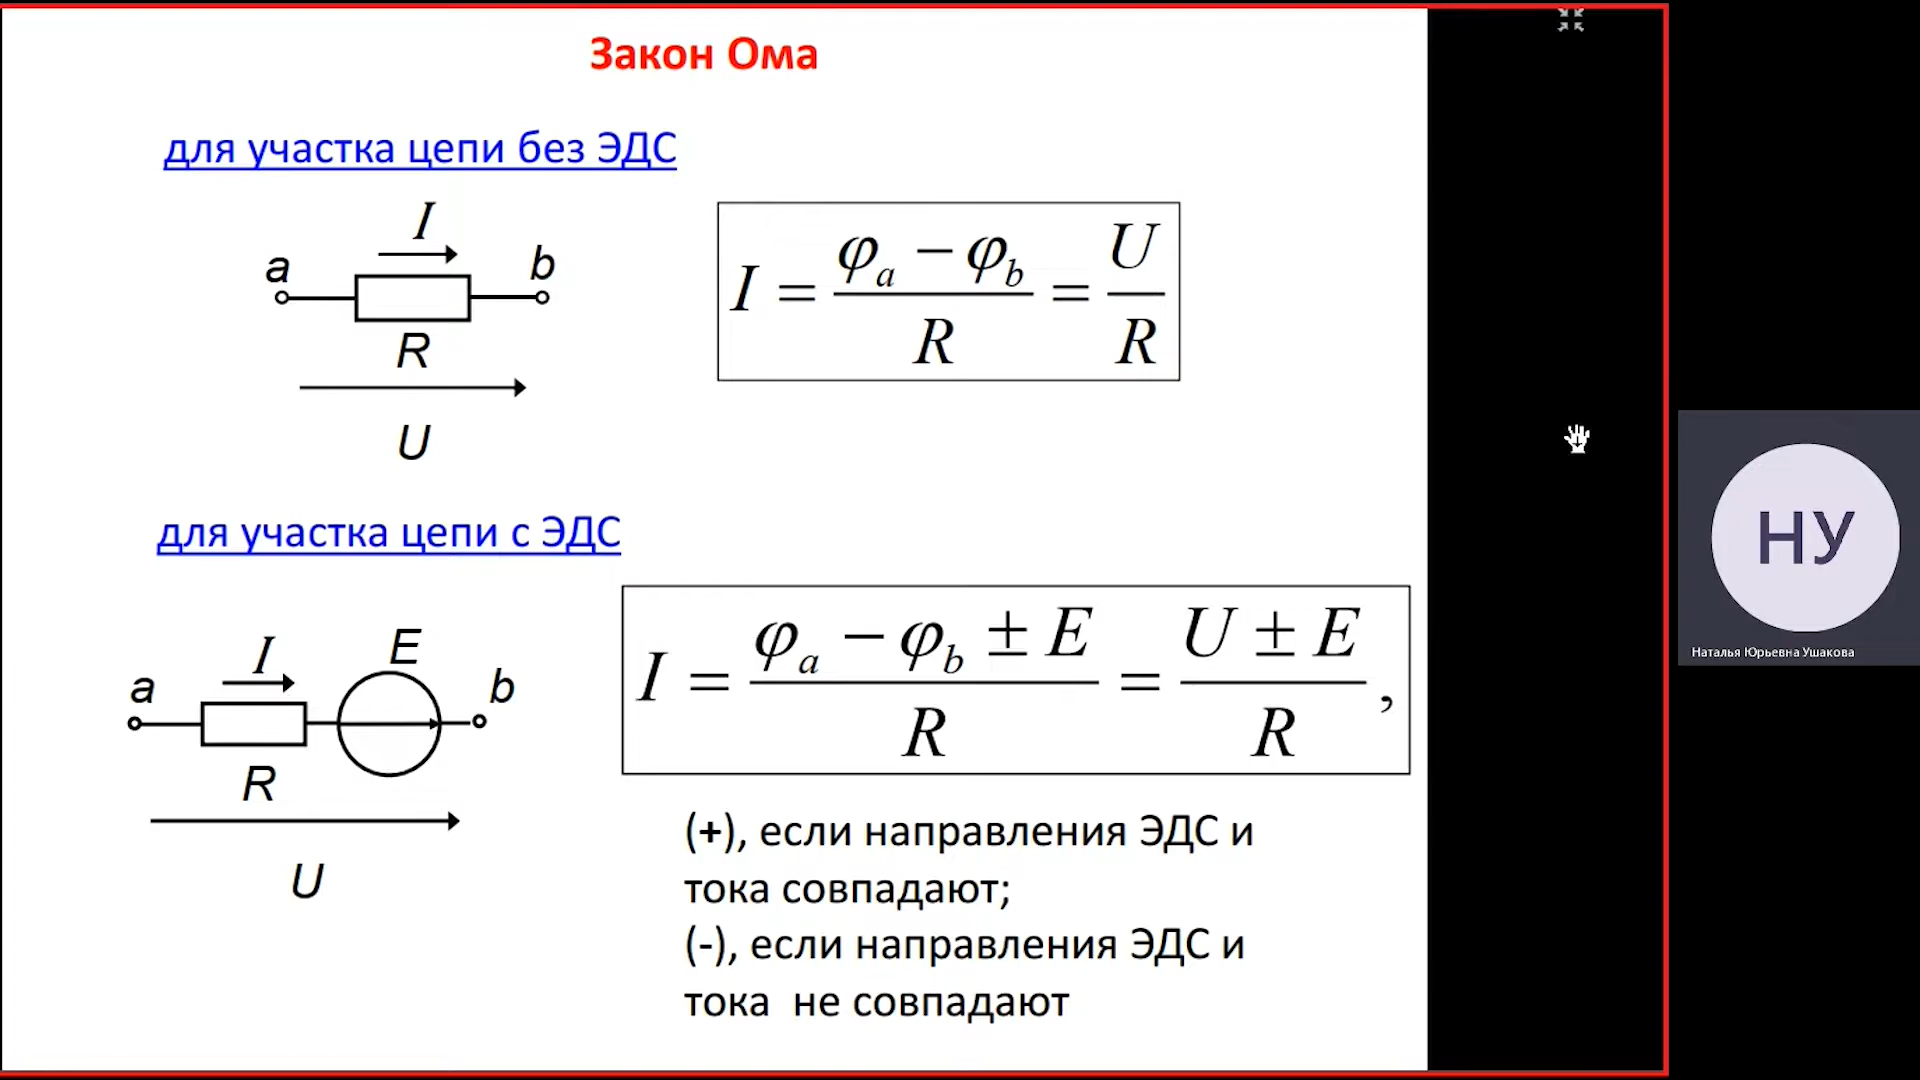 Закон Ома
для участка цепи без ЭДС
I
a
b
R
U
I = φa − φb / R = U / R
для участка цепи с ЭДС
I
E
a
b
R
U
I = φa − φb ± E / R = U ± E / R ,
(+), если направления ЭДС и
тока совпадают;
(-), если направления ЭДС и
тока  не совпадают
НУ
Наталья Юрьевна Ушакова